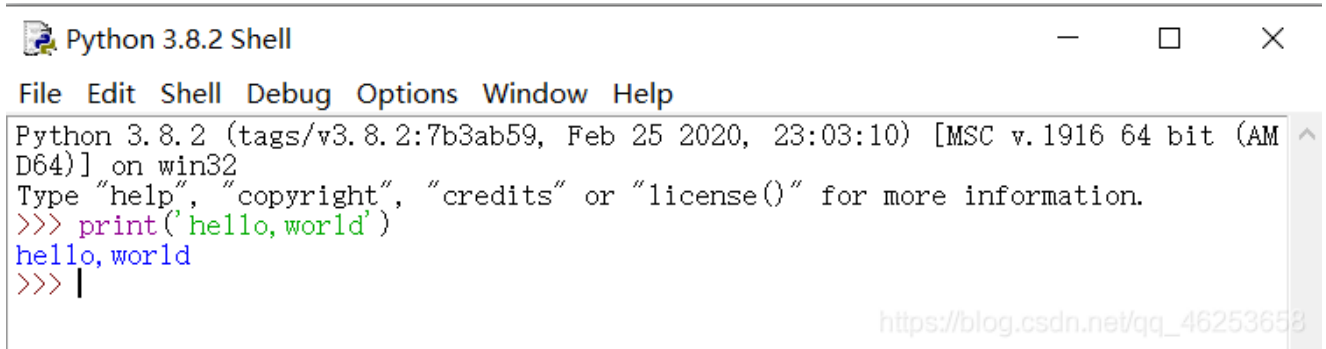 Python 3.8.2 Shell
File Edit Shell Debug Options Window Help
Python 3.8.2 (tags/v3.8.2:7b3ab59, Feb 25 2020, 23:03:10) [MSC v.1916 64 bit (AM
D64)] on win32
Type "help", "copyright", "credits" or "license()" for more information.
>>> print('hello,world')
hello,world
>>>
https://blog.csdn.net/qq_46253658